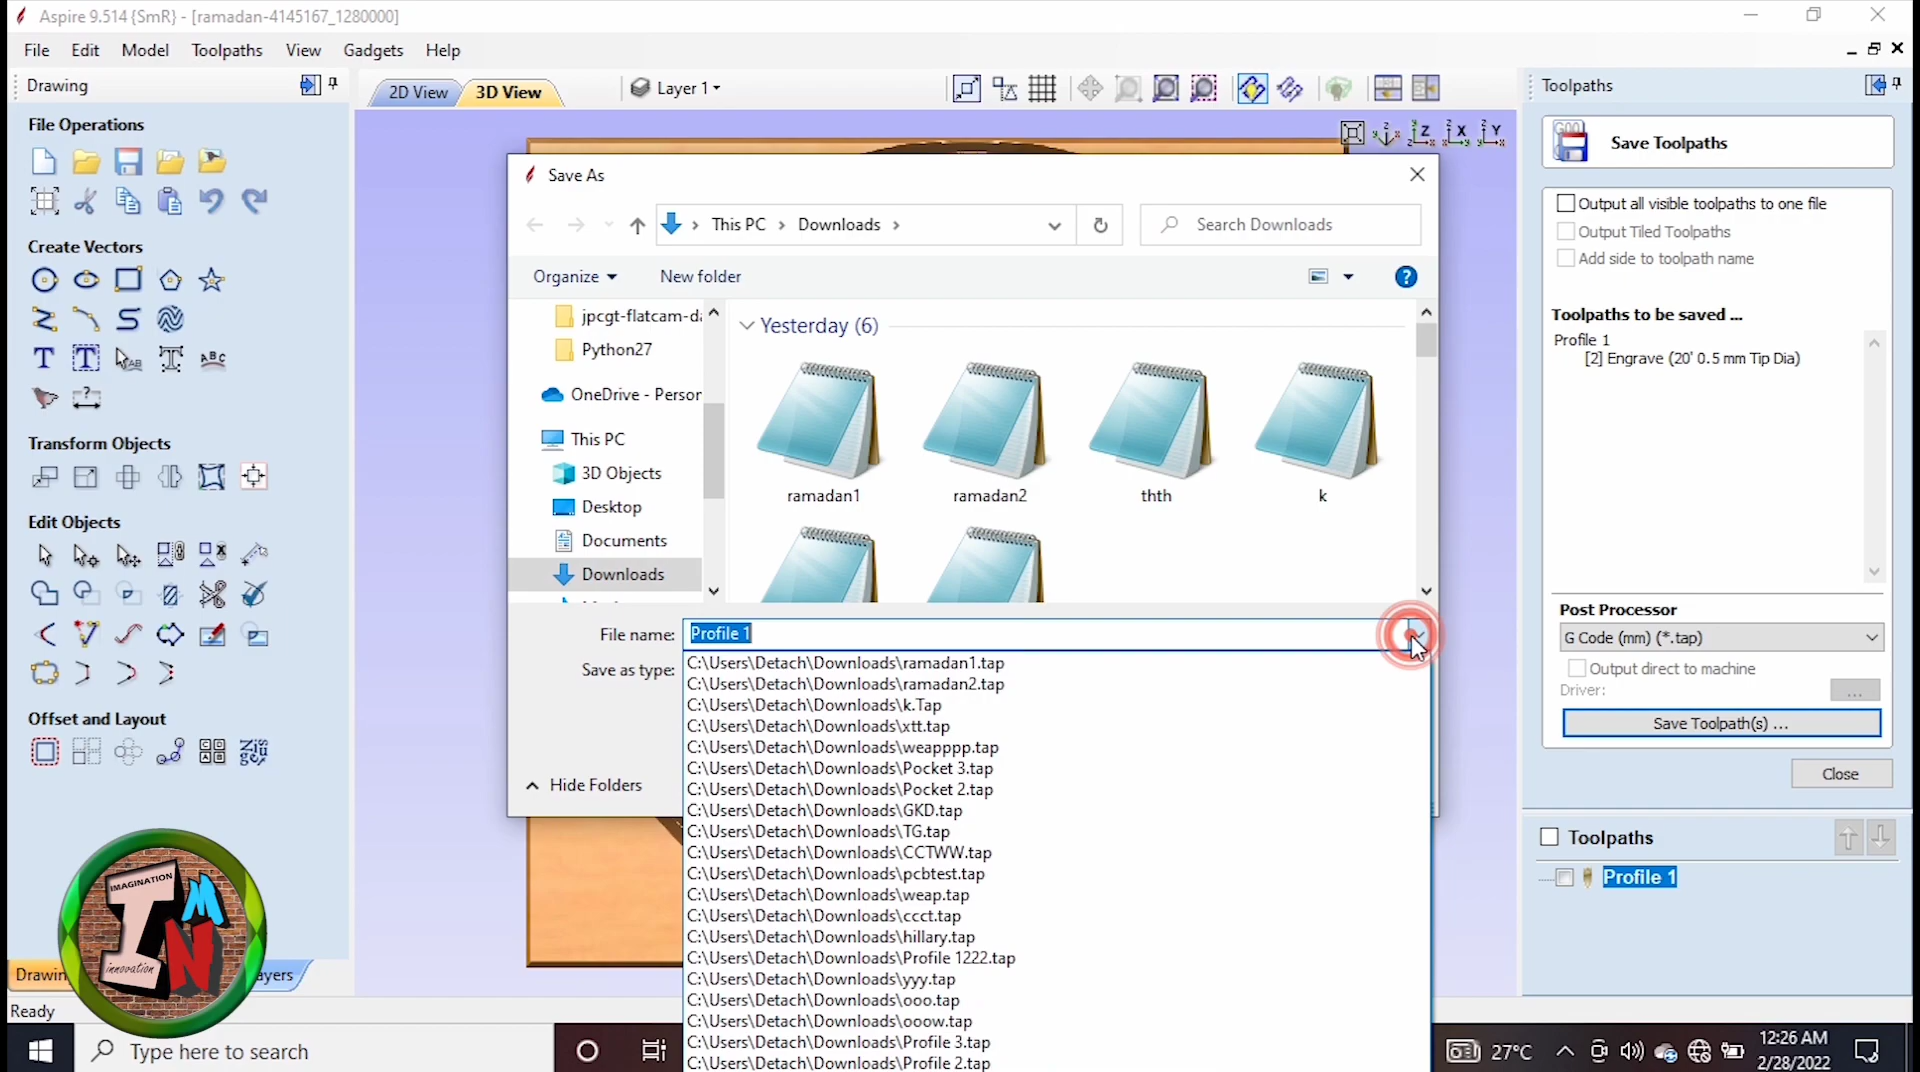 Aspire 9.514 {SmR} - [ramadan-4145167_1280000]
File Edit Model Toolpaths View Gadgets Help
Drawing
2D View
3D View
Layer 1
Toolpaths
File Operations
Create Vectors
Transform Objects
Edit Objects
Offset and Layout
Save As
This PC
Downloads
Search Downloads
Organize
New folder
jpcgt-flatcam-da
Python27
OneDrive - Person
This PC
3D Objects
Desktop
Documents
Downloads
Yesterday (6)
ramadan1
ramadan2
thth
k
File name: Profile 1
Save as type:
C:\Users\Detach\Downloads\ramadan1.tap
C:\Users\Detach\Downloads\ramadan2.tap
C:\Users\Detach\Downloads\k.Tap
C:\Users\Detach\Downloads\xtt.tap
C:\Users\Detach\Downloads\weapppp.tap
C:\Users\Detach\Downloads\Pocket 3.tap
C:\Users\Detach\Downloads\Pocket 2.tap
C:\Users\Detach\Downloads\GKD.tap
C:\Users\Detach\Downloads\TG.tap
C:\Users\Detach\Downloads\CCTWW.tap
C:\Users\Detach\Downloads\pcbtest.tap
C:\Users\Detach\Downloads\weap.tap
C:\Users\Detach\Downloads\ccct.tap
C:\Users\Detach\Downloads\hillary.tap
C:\Users\Detach\Downloads\Profile 1222.tap
C:\Users\Detach\Downloads\yyy.tap
C:\Users\Detach\Downloads\ooo.tap
C:\Users\Detach\Downloads\ooow.tap
C:\Users\Detach\Downloads\Profile 3.tap
C:\Users\Detach\Downloads\Profile 2.tap
Hide Folders
Save Toolpaths
Output all visible toolpaths to one file
Output Tiled Toolpaths
Add side to toolpath name
Toolpaths to be saved ...
Profile 1
[2] Engrave (20' 0.5 mm Tip Dia)
Post Processor
G Code (mm) (*.tap)
Output direct to machine
Driver:
...
Save Toolpath(s) ...
Close
Toolpaths
Profile 1
IMAGINATION
I M N
innovation
Drawin
ayers
Ready
Type here to search
27°C
12:26 AM
2/28/2022